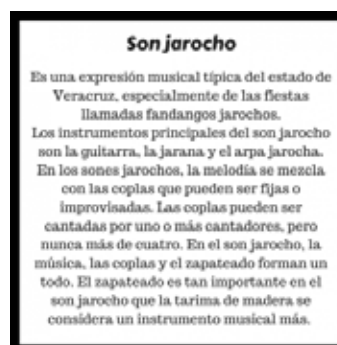 Son jarocho
Es una expresión musical típica del estado de
Veracruz, especialmente de las fiestas
llamadas fandangos jarochos.
Los instrumentos principales del son jarocho
son la guitarra, la jarana y el arpa jarocha.
En los sones jarochos, la melodía se mezcla
con las coplas que pueden ser fijas o
improvisadas. Las coplas pueden ser
cantadas por uno o más cantadores, pero
nunca más de cuatro. En el son jarocho, la
música, las coplas y el zapateado forman un
todo. El zapateado es tan importante en el
son jarocho que la tarima de madera se
considera un instrumento musical más.